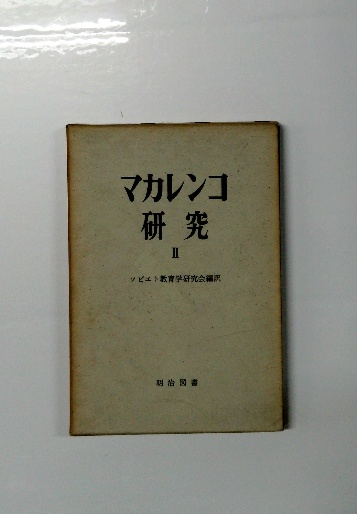 マカレンコ
研究
II
ソビエト教育学研究会編訳
明治図書